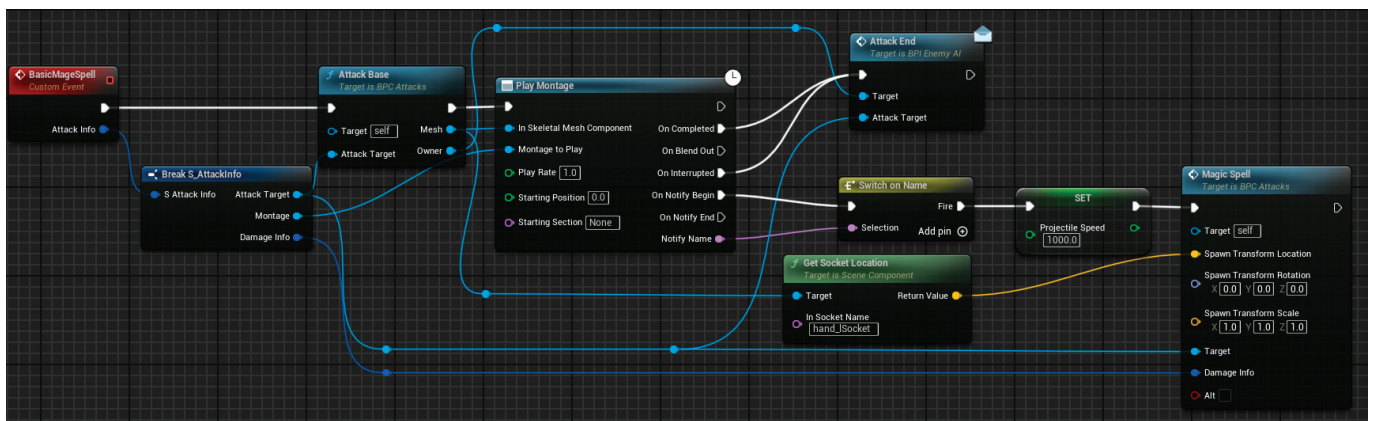 BasicMageSpell
Custom Event
Attack Info
Break S_AttackInfo
S Attack Info
Attack Target
Montage
Damage Info
Attack Base
Target is BPC Attacks
Target self
Mesh
Attack Target
Owner
Play Montage
In Skeletal Mesh Component
On Completed
Montage to Play
On Blend Out
Play Rate 1.0
On Interrupted
Starting Position 0.0
On Notify Begin
Starting Section None
On Notify End
Notify Name
Attack End
Target is BPI Enemy AI
Target
Attack Target
Switch on Name
Fire
Selection
Add pin
Get Socket Location
Target is Scene Component
Target
Return Value
In Socket Name
hand_lSocket
SET
Projectile Speed
1000.0
Magic Spell
Target is BPC Attacks
Target self
Spawn Transform Location
Spawn Transform Rotation
X 0.0 Y 0.0 Z 0.0
Spawn Transform Scale
X 1.0 Y 1.0 Z 1.0
Target
Damage Info
Alt